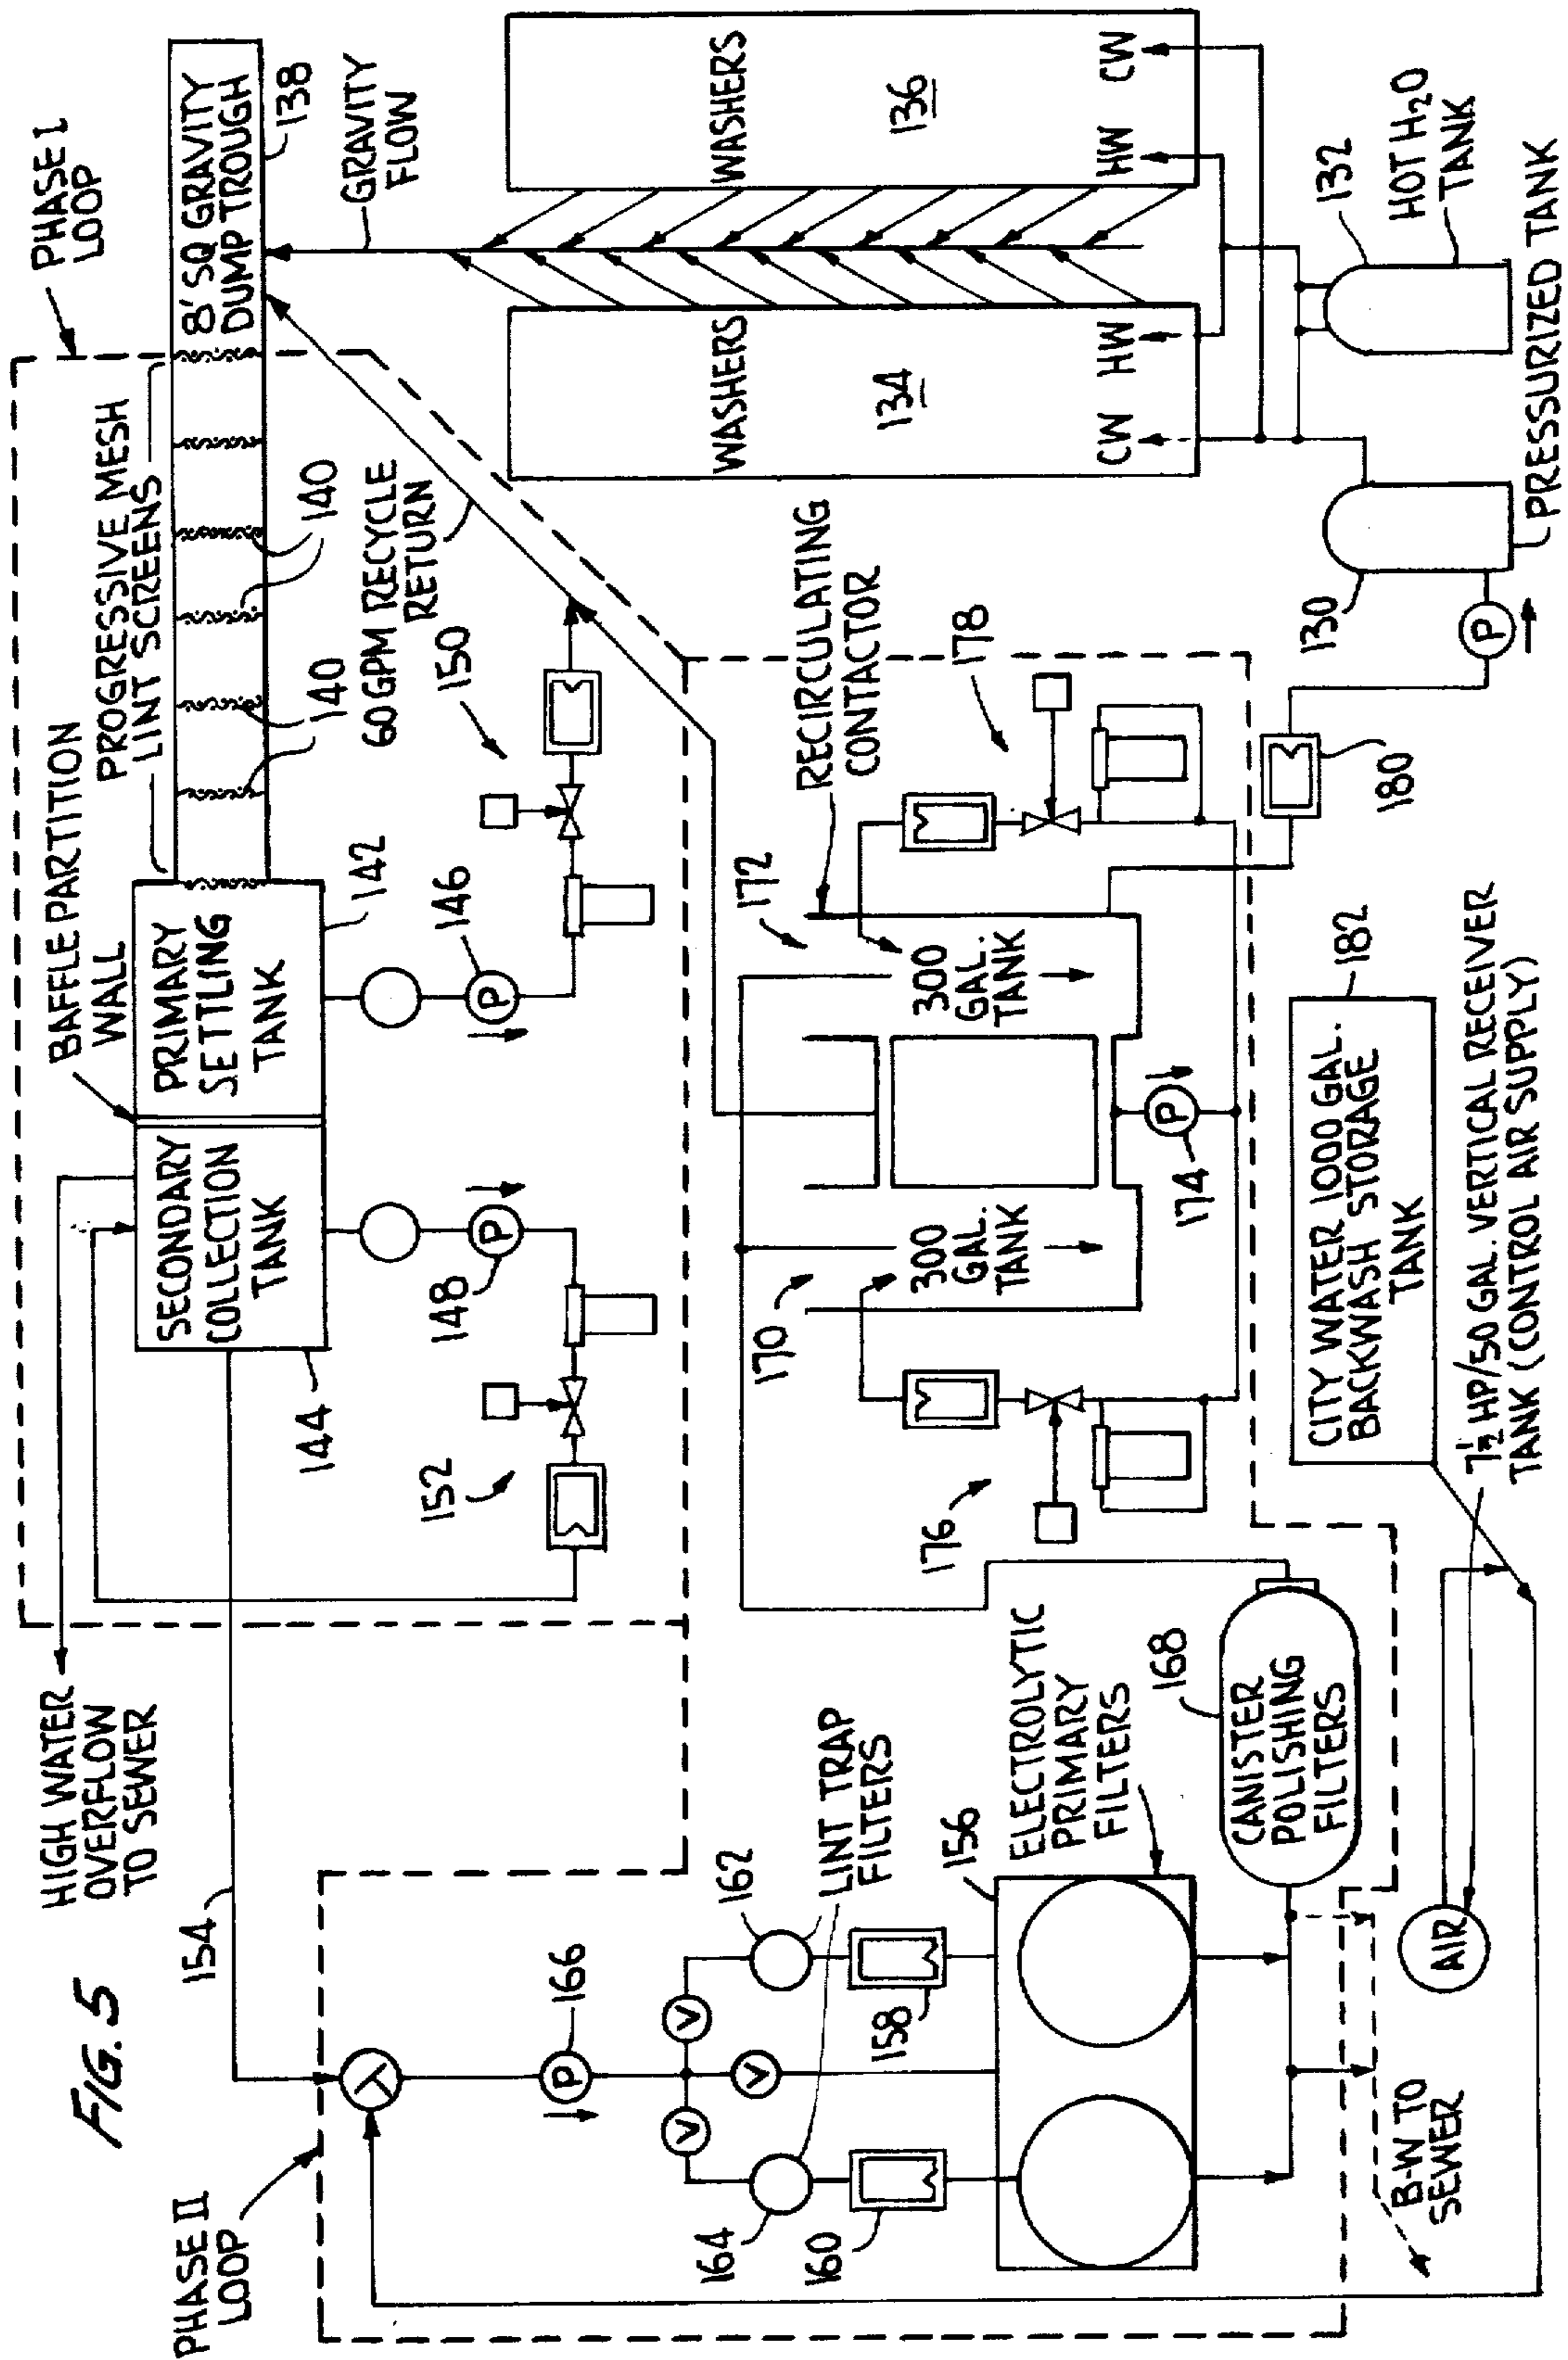 FIG. 5
PHASE I
LOOP
8' SQ GRAVITY
DUMP TROUGH
138
GRAVITY
FLOW
PROGRESSIVE MESH
LINT SCREENS
140
140
60 GPM RECYCLE
RETURN
BAFFLE PARTITION
WALL
PRIMARY
SETTLING
TANK
142
SECONDARY
COLLECTION
TANK
144
P
146
P
148
150
152
HIGH WATER
OVERFLOW
TO SEWER
154
WASHERS
136
HW
CW
WASHERS
134
CW
HW
132
HOT H2O
TANK
130
PRESSURIZED TANK
P
180
RECIRCULATING
CONTACTOR
178
172
300
GAL.
TANK
170
300
GAL.
TANK
P
174
176
CITY WATER 1000 GAL.
BACKWASH STORAGE
TANK
182
7½ HP/50 GAL. VERTICAL RECEIVER
TANK (CONTROL AIR SUPPLY)
PHASE II
LOOP
T
P
166
V
V
V
162
164
LINT TRAP
FILTERS
158
160
156
ELECTROLYTIC
PRIMARY
FILTERS
168
CANISTER
POLISHING
FILTERS
AIR
B-W TO
SEWER